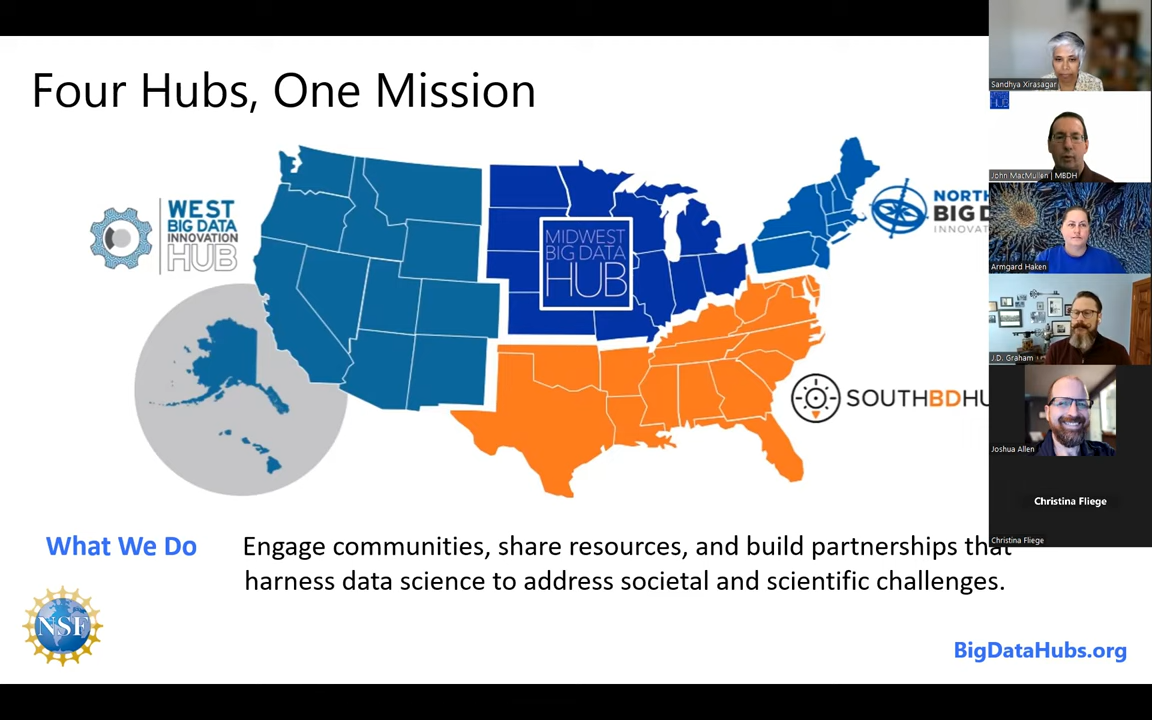 Four Hubs, One Mission
WEST
BIG DATA
INNOVATION
HUB
MIDWEST
BIG DATA
HUB
NORTH
BIG D
INNOVAT
SOUTHBDHU
What We Do
Engage communities, share resources, and build partnerships that
harness data science to address societal and scientific challenges.
NSF
BigDataHubs.org
Sandhya Xirasagar
HUB
John MacMullen | MBDH
Armgard Haken
J.D. Graham
Joshua Allen
Christina Fliege
Christina Fliege